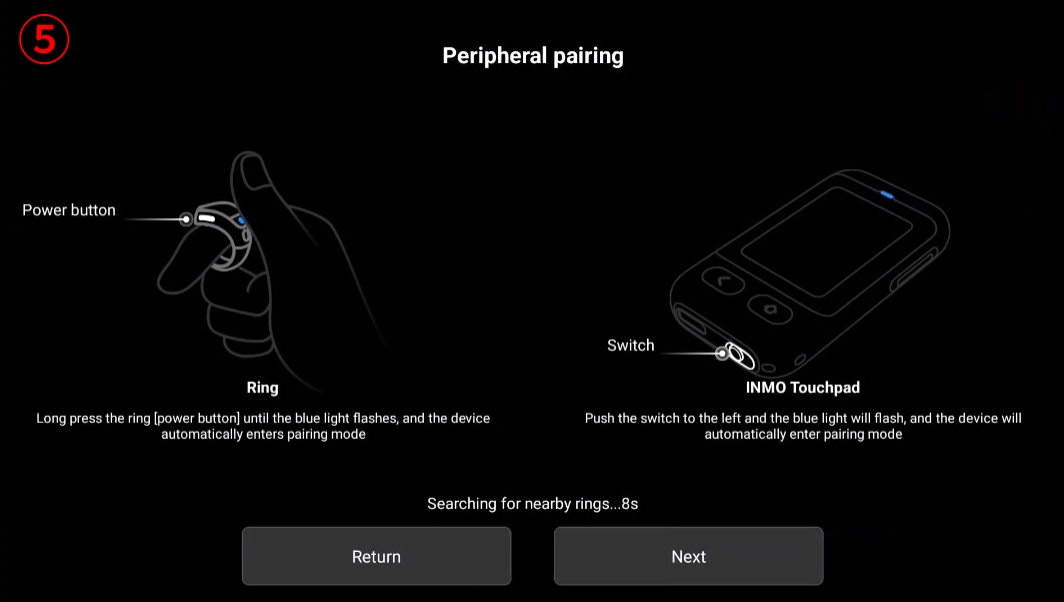 5
Peripheral pairing
Power button
Switch
Ring
Long press the ring [power button] until the blue light flashes, and the device
automatically enters pairing mode
INMO Touchpad
Push the switch to the left and the blue light will flash, and the device will
automatically enter pairing mode
Searching for nearby rings...8s
Return
Next